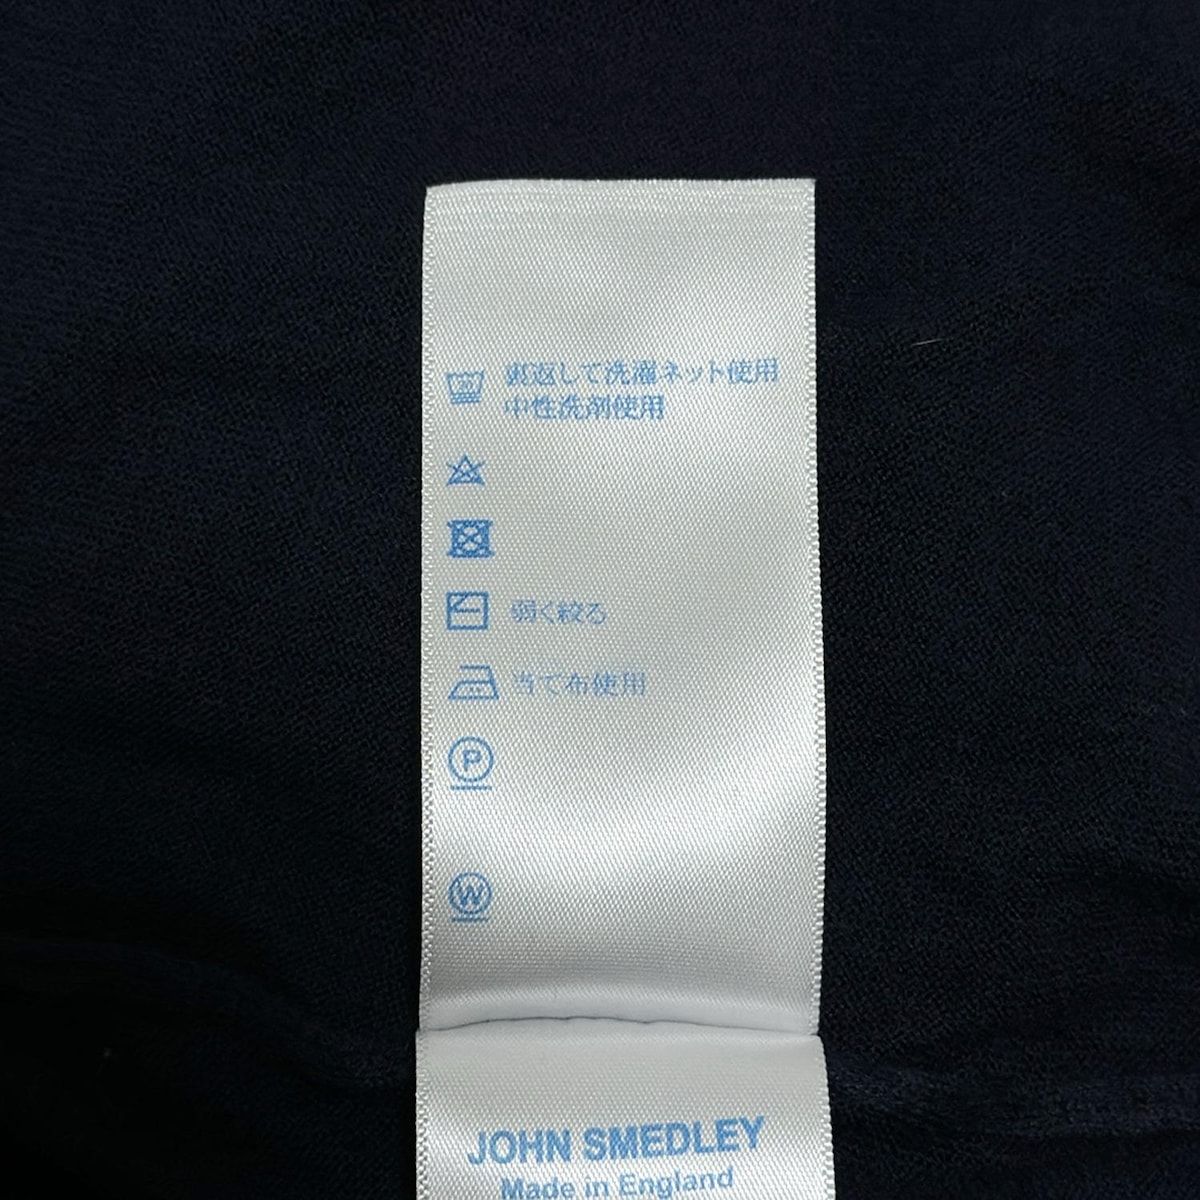 30 裏返して洗濯ネット使用
中性洗剤使用
弱く絞る
当て布使用
P
W
JOHN SMEDLEY
Made in England